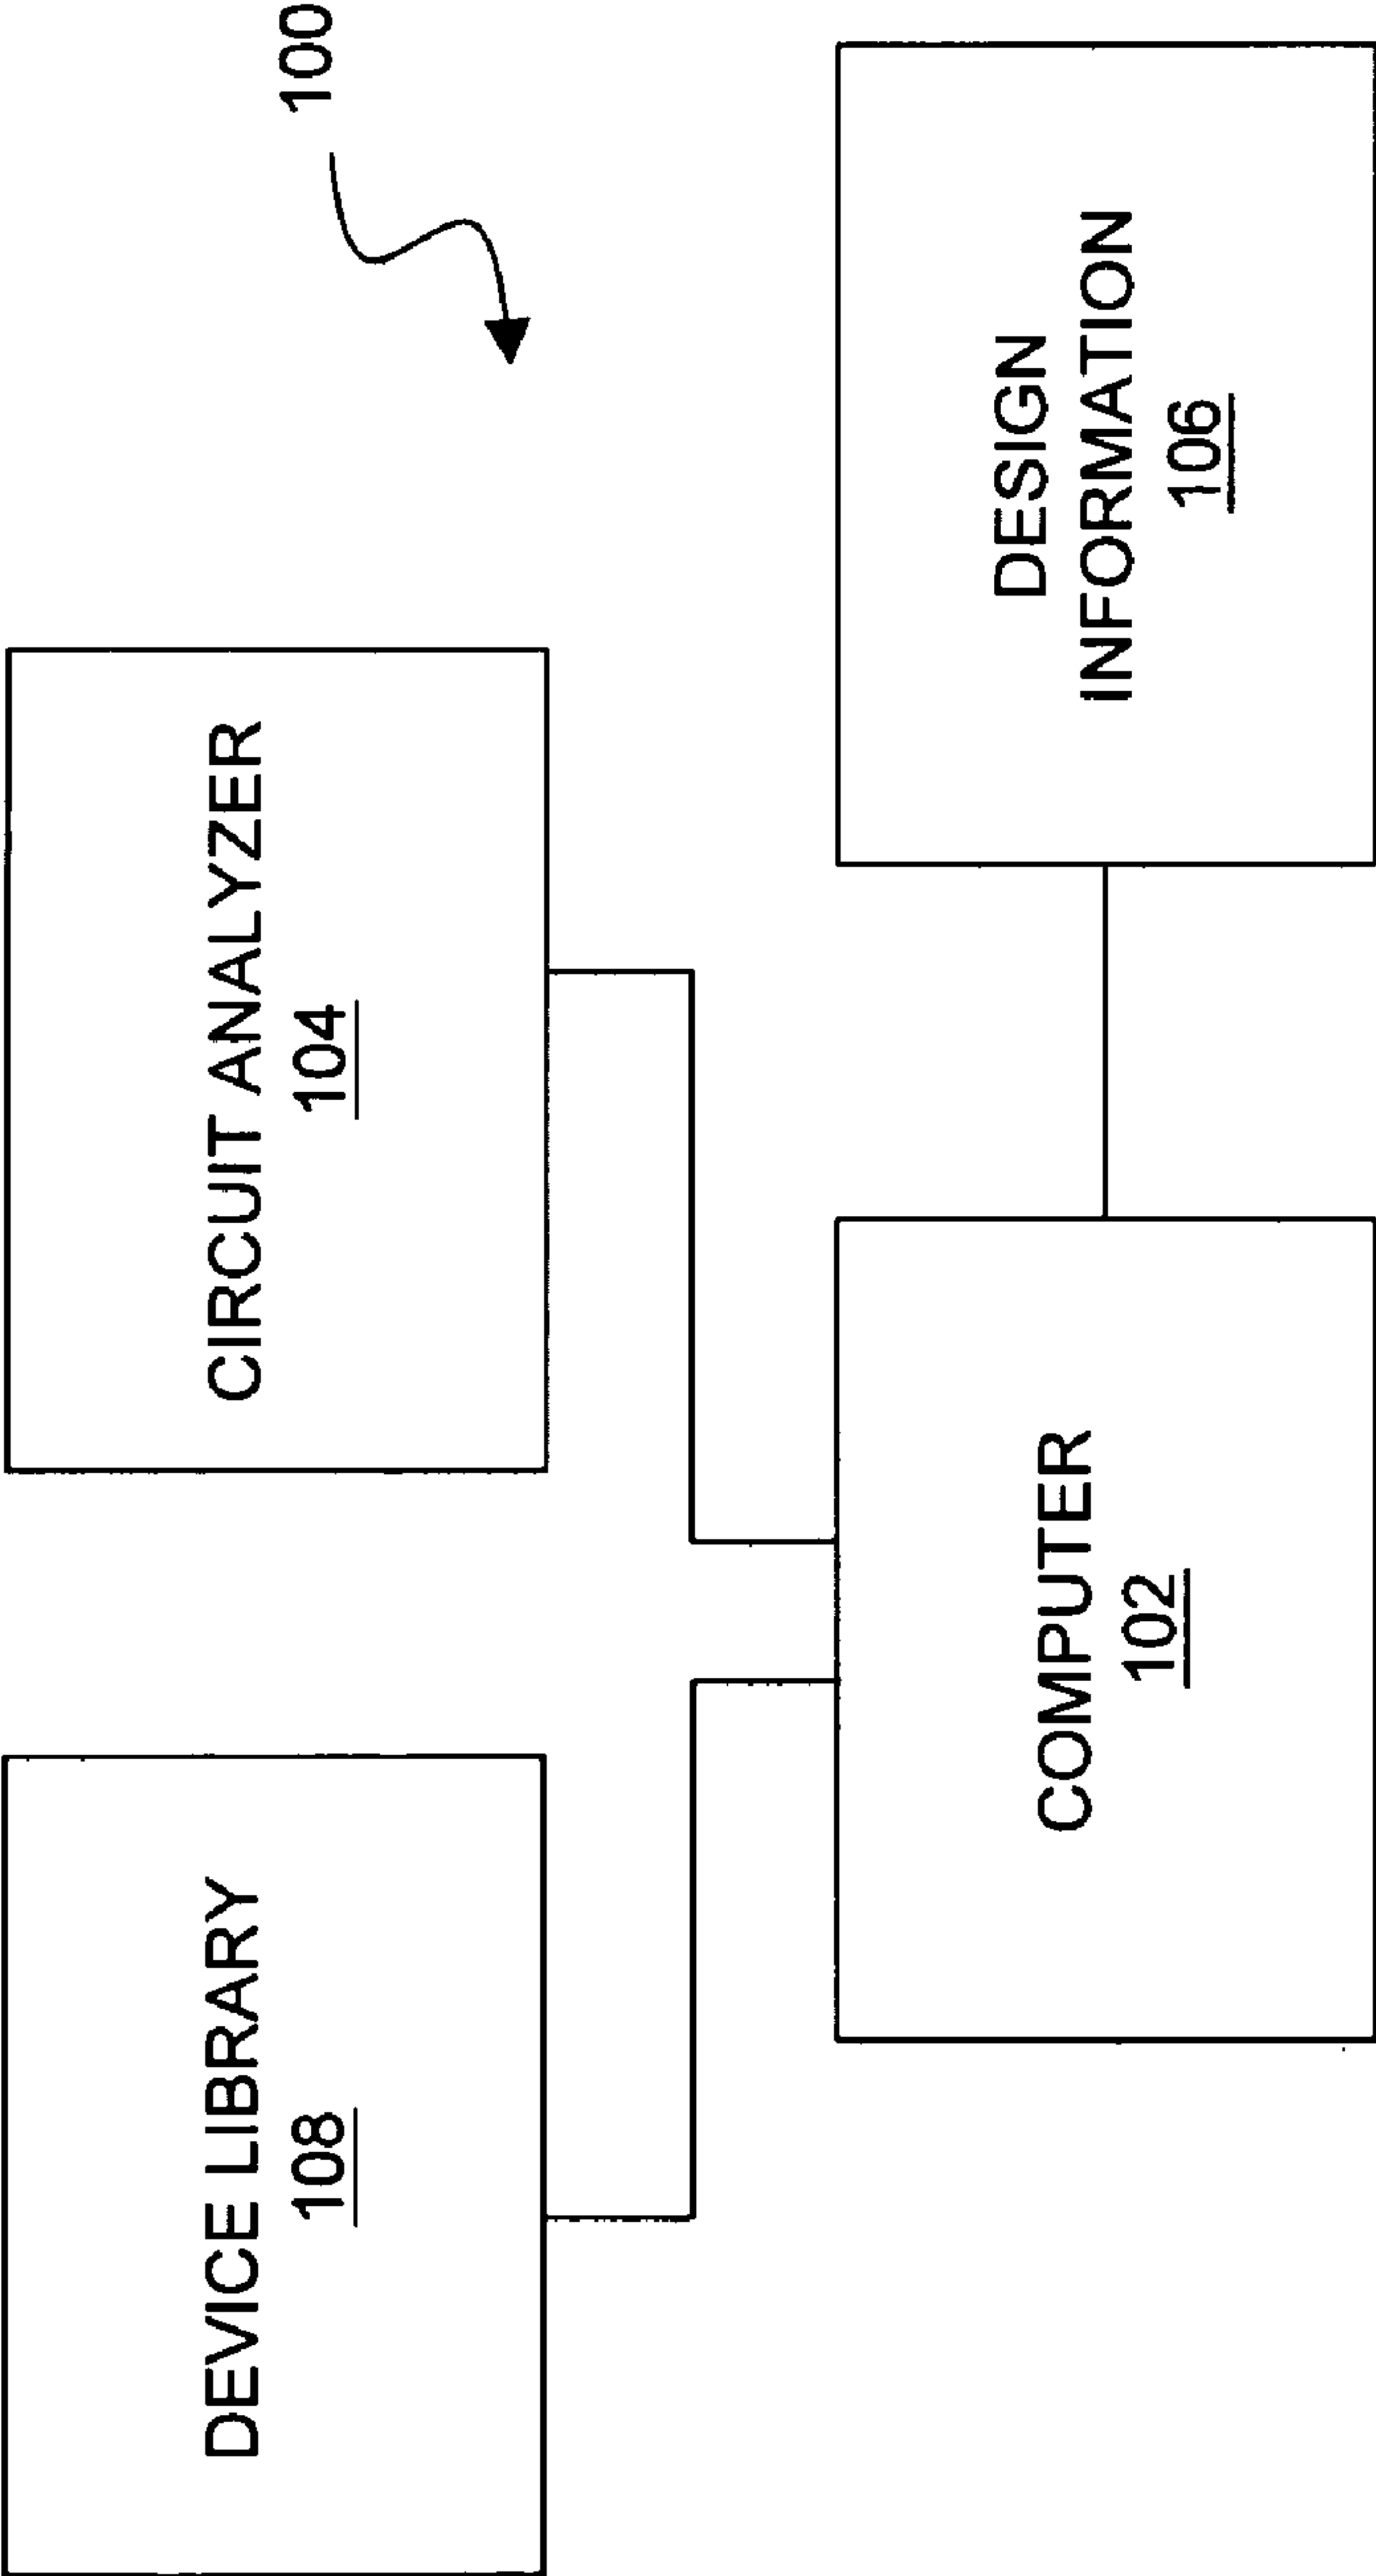 100
DEVICE LIBRARY
108
CIRCUIT ANALYZER
104
COMPUTER
102
DESIGN
INFORMATION
106